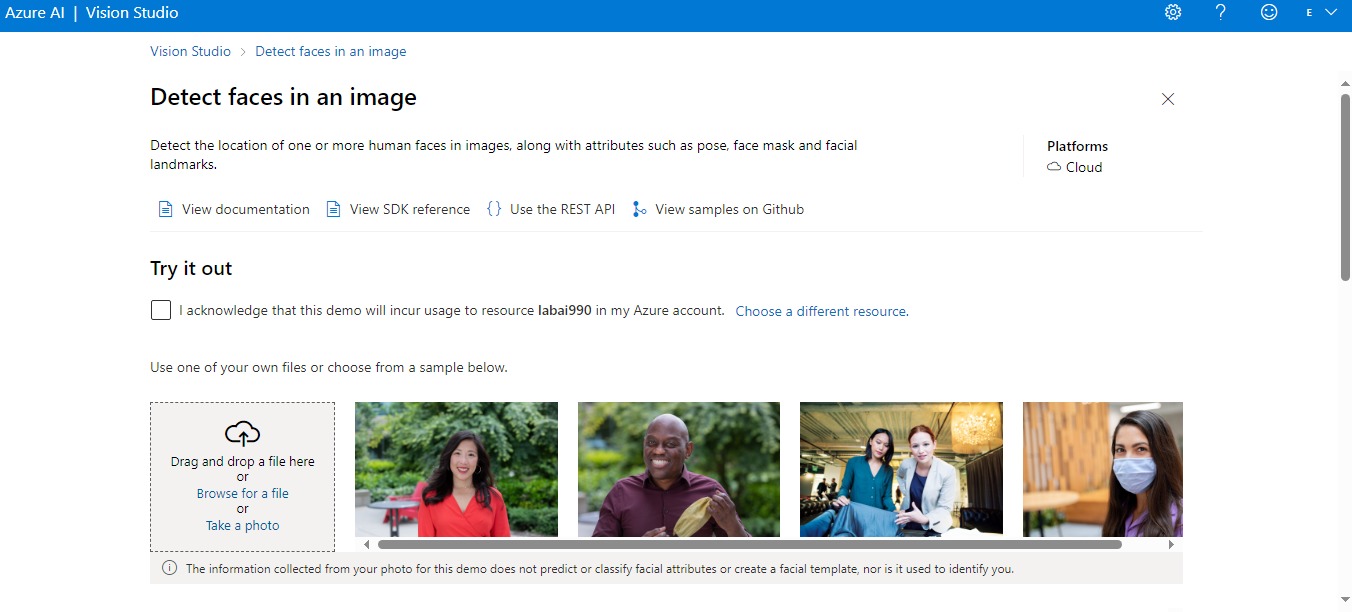 Azure AI | Vision Studio
E
Vision Studio > Detect faces in an image
Detect faces in an image
Detect the location of one or more human faces in images, along with attributes such as pose, face mask and facial
landmarks.
Platforms
Cloud
View documentation View SDK reference {} Use the REST API View samples on Github
Try it out
I acknowledge that this demo will incur usage to resource labai990 in my Azure account. Choose a different resource.
Use one of your own files or choose from a sample below.
Drag and drop a file here
or
Browse for a file
or
Take a photo
The information collected from your photo for this demo does not predict or classify facial attributes or create a facial template, nor is it used to identify you.